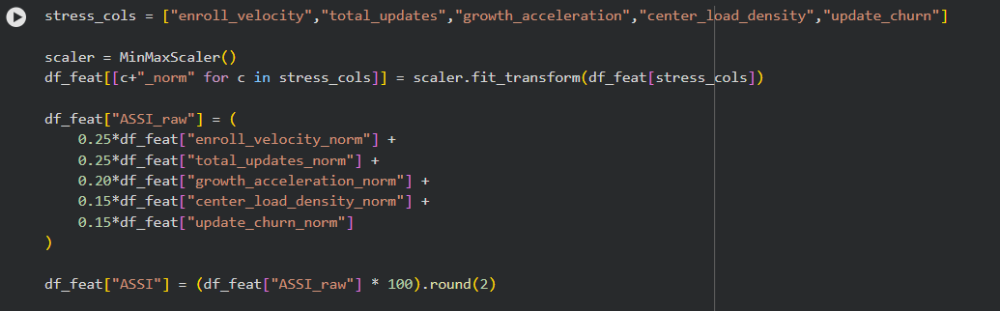 stress_cols = ["enroll_velocity","total_updates","growth_acceleration","center_load_density","update_churn"]
scaler = MinMaxScaler()
df_feat[[c+"_norm" for c in stress_cols]] = scaler.fit_transform(df_feat[stress_cols])
df_feat["ASSI_raw"] = (
    0.25*df_feat["enroll_velocity_norm"] +
    0.25*df_feat["total_updates_norm"] +
    0.20*df_feat["growth_acceleration_norm"] +
    0.15*df_feat["center_load_density_norm"] +
    0.15*df_feat["update_churn_norm"]
)
df_feat["ASSI"] = (df_feat["ASSI_raw"] * 100).round(2)